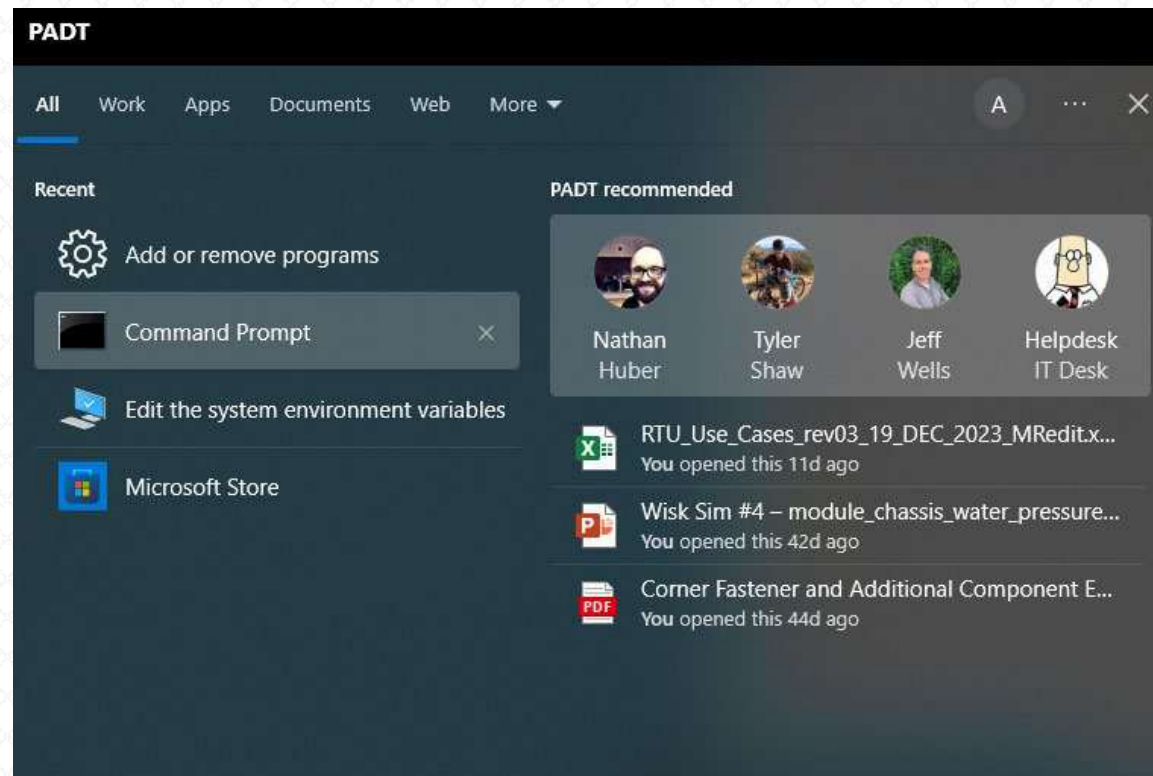 PADT
All Work Apps Documents Web More A ...
Recent
Add or remove programs
Command Prompt
Edit the system environment variables
Microsoft Store
PADT recommended
Nathan Huber
Tyler Shaw
Jeff Wells
Helpdesk IT Desk
RTU_Use_Cases_rev03_19_DEC_2023_MRedit.x...
You opened this 11d ago
Wisk Sim #4 – module_chassis_water_pressure...
You opened this 42d ago
PDF
Corner Fastener and Additional Component E...
You opened this 44d ago